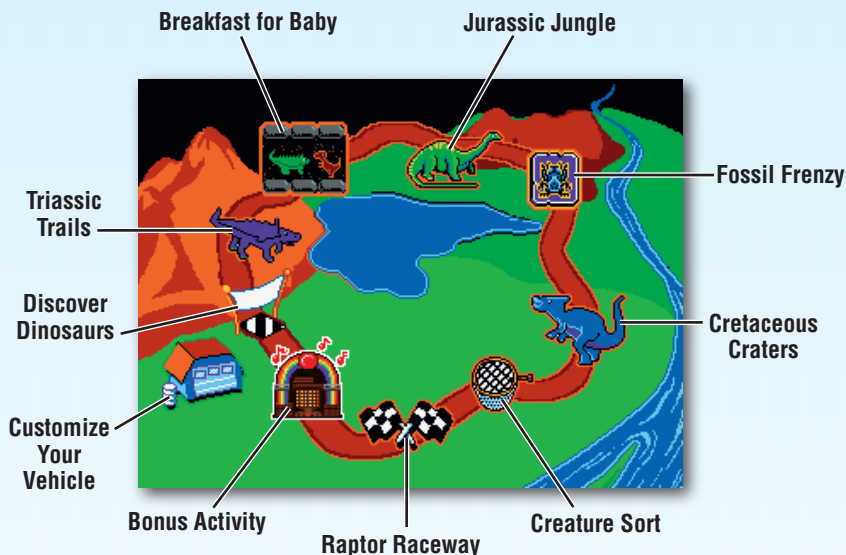 Breakfast for Baby
Jurassic Jungle
Fossil Frenzy
Triassic
Trails
Discover
Dinosaurs
Cretaceous
Craters
Customize
Your
Vehicle
Bonus Activity
Raptor Raceway
Creature Sort